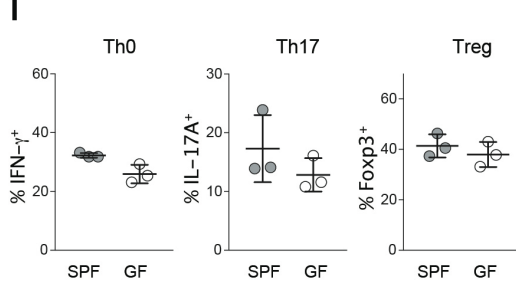 Th0
% IFN-γ⁺
60
40
20
0
SPF GF
Th17
% IL-17A⁺
30
20
10
0
SPF GF
Treg
% Foxp3⁺
60
40
20
0
SPF GF